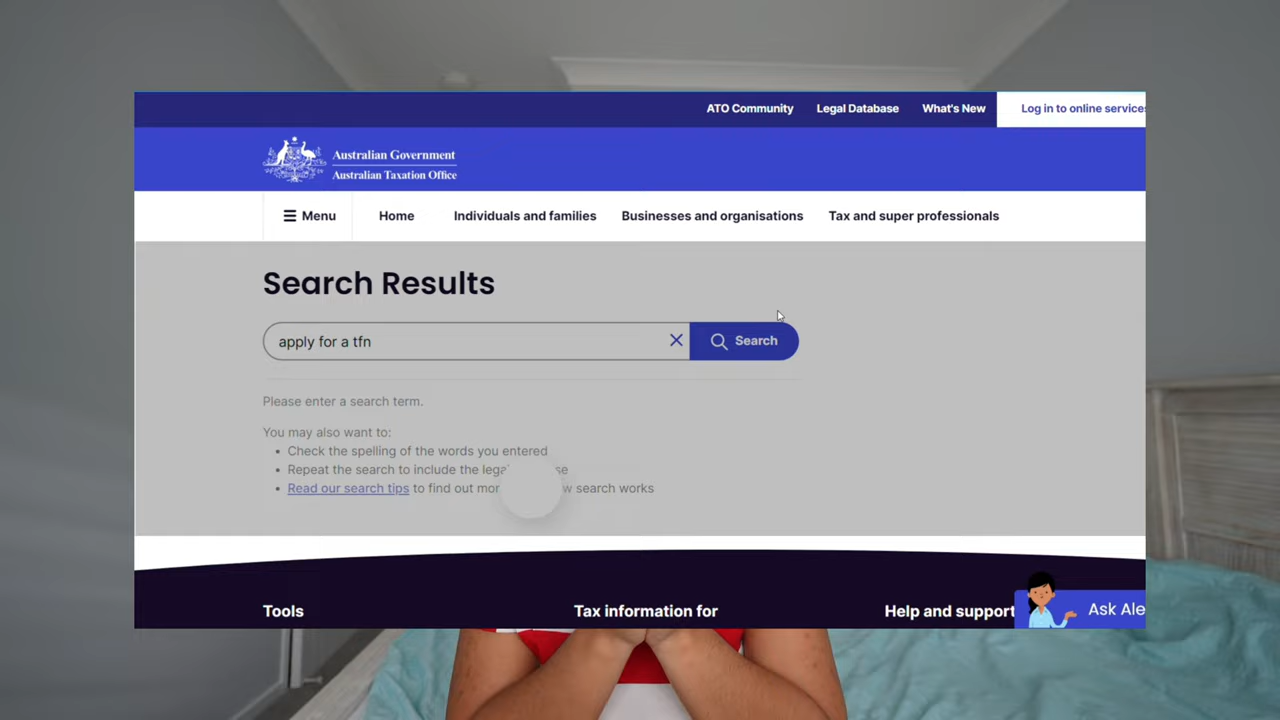 ATO Community Legal Database What's New Log in to online services
Australian Government
Australian Taxation Office
Menu Home Individuals and families Businesses and organisations Tax and super professionals
Search Results
apply for a tfn Search
Please enter a search term.
You may also want to:
Check the spelling of the words you entered
Repeat the search to include the
Read our search tips to find out search works
Tools Tax information for Help and support
Ask